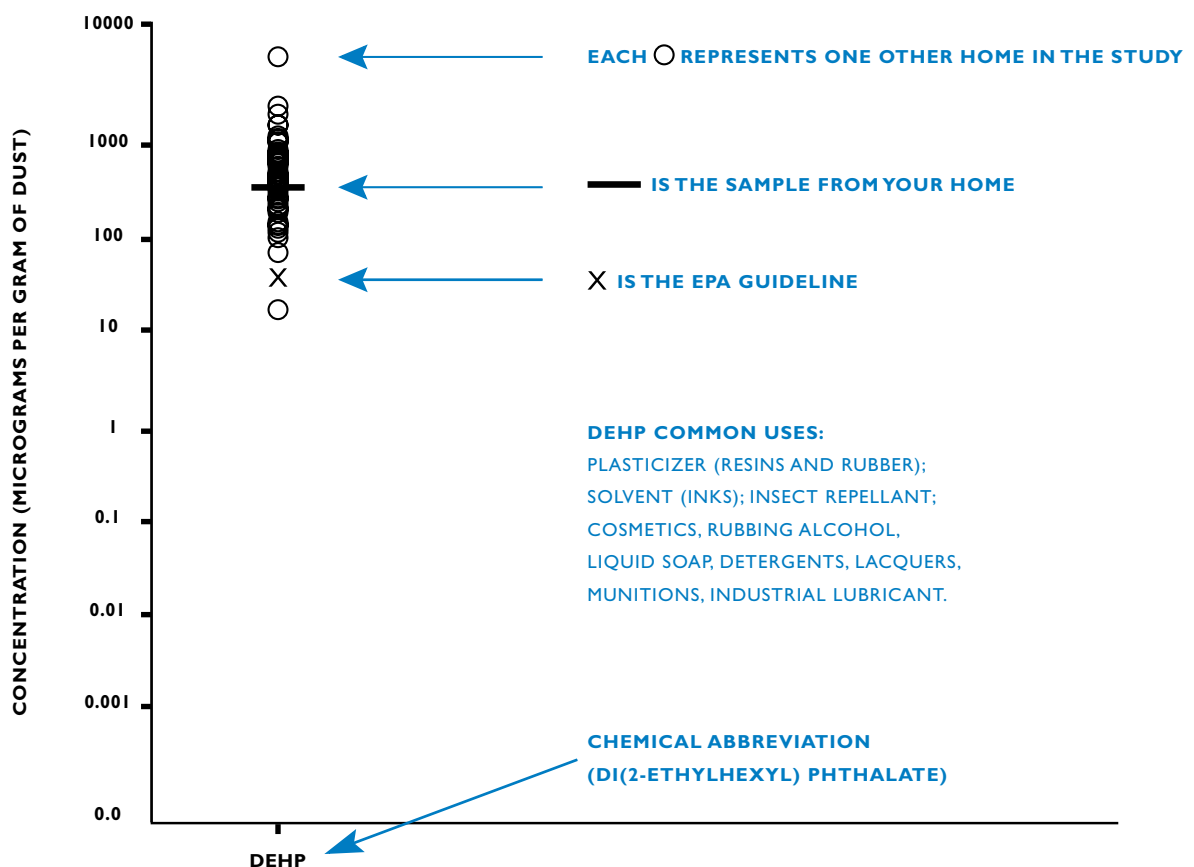 CONCENTRATION (MICROGRAMS PER GRAM OF DUST)
10000
1000
100
10
1
0.1
0.01
0.001
0.0
DEHP
EACH O REPRESENTS ONE OTHER HOME IN THE STUDY
IS THE SAMPLE FROM YOUR HOME
X IS THE EPA GUIDELINE
DEHP COMMON USES:
PLASTICIZER (RESINS AND RUBBER);
SOLVENT (INKS); INSECT REPELLANT;
COSMETICS, RUBBING ALCOHOL,
LIQUID SOAP, DETERGENTS, LACQUERS,
MUNITIONS, INDUSTRIAL LUBRICANT.
CHEMICAL ABBREVIATION
(DI(2-ETHYLHEXYL) PHTHALATE)